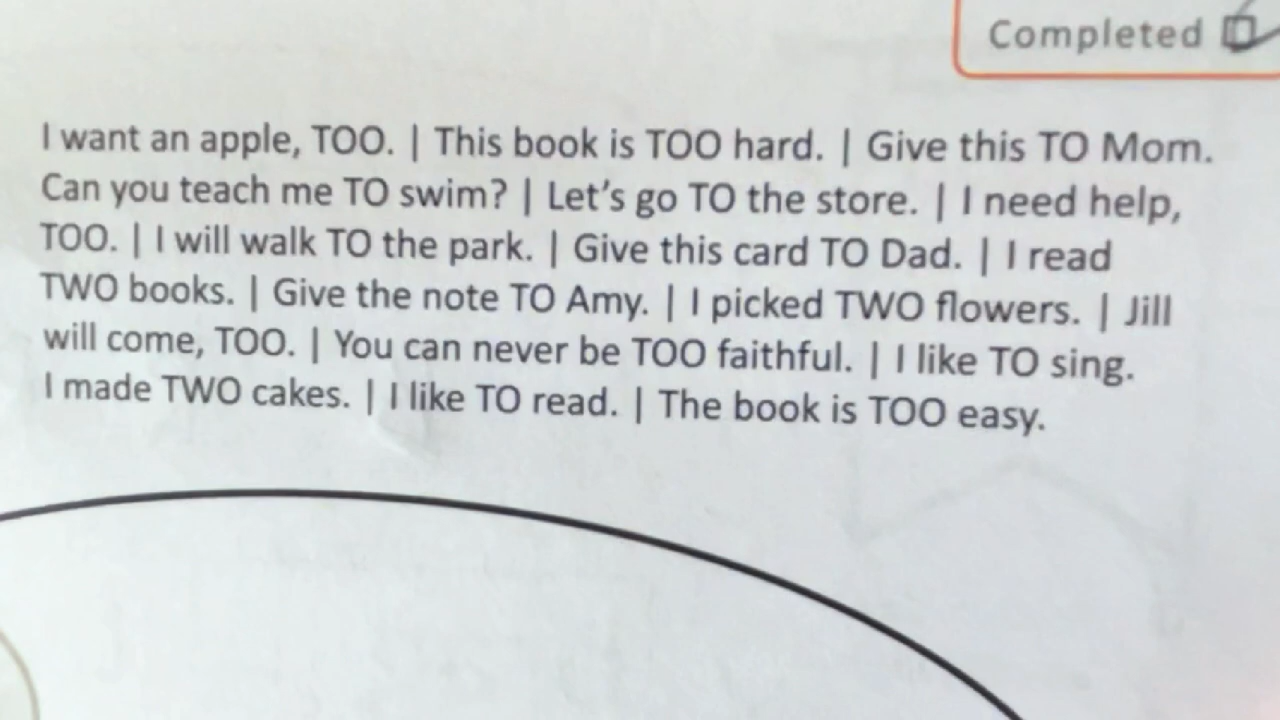 Completed
I want an apple, TOO. | This book is TOO hard. | Give this TO Mom.
Can you teach me TO swim? | Let's go TO the store. | I need help,
TOO. | I will walk TO the park. | Give this card TO Dad. | I read
TWO books. | Give the note TO Amy. | I picked TWO flowers. | Jill
will come, TOO. | You can never be TOO faithful. | I like TO sing.
I made TWO cakes. | I like TO read. | The book is TOO easy.